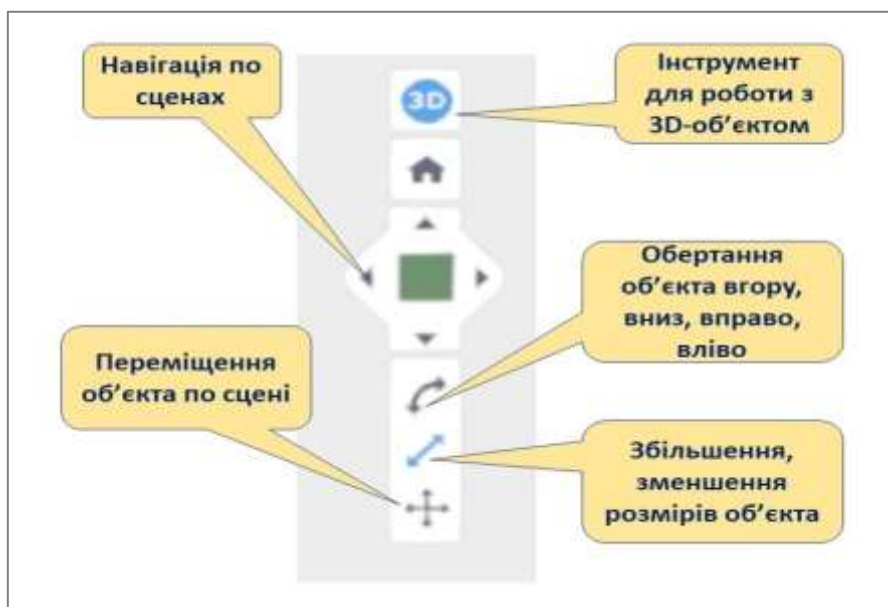 Навігація по
сценах
3D
Інструмент
для роботи з
3D-об’єктом
Обертання
об’єкта вгору,
вниз, вправо,
вліво
Переміщення
об’єкта по сцені
Збільшення,
зменшення
розмірів об’єкта